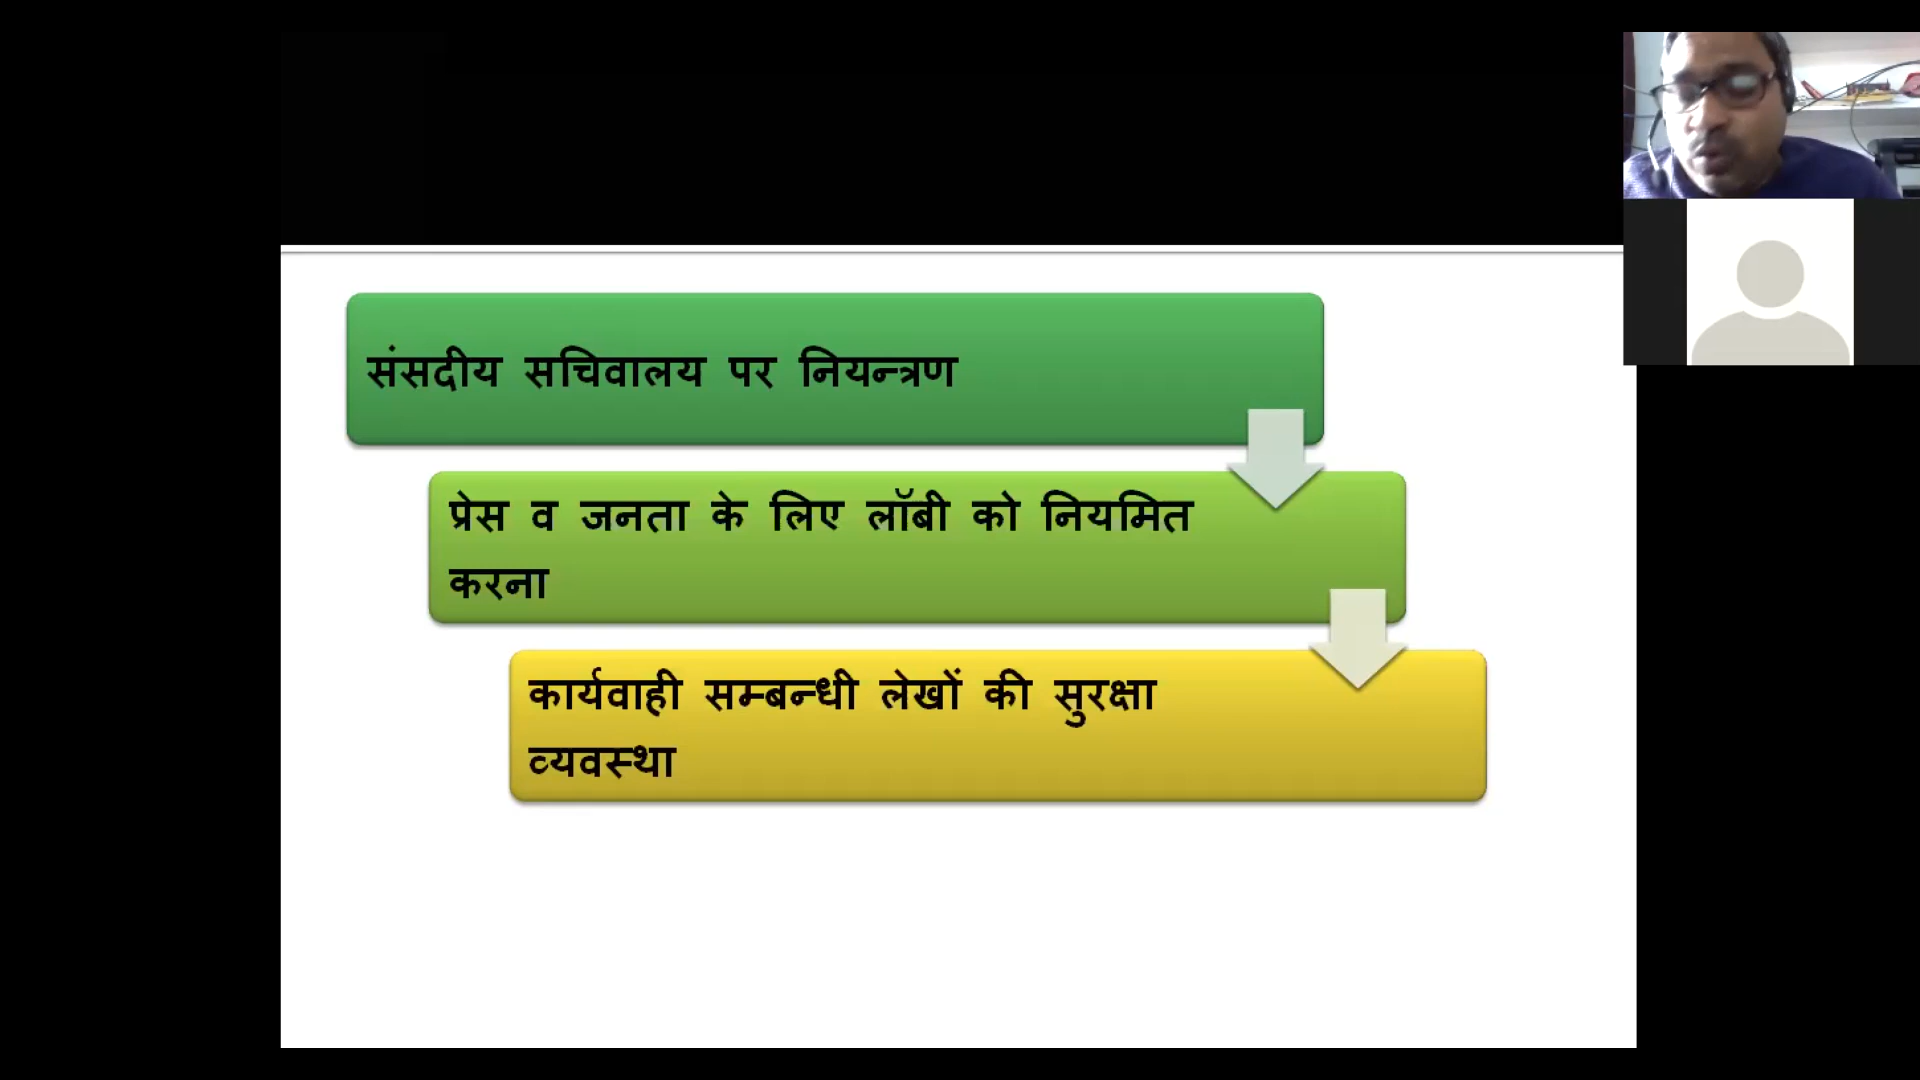 संसदीय सचिवालय पर नियन्त्रण
प्रेस व जनता के लिए लॉबी को नियमित
करना
कार्यवाही सम्बन्धी लेखों की सुरक्षा
व्यवस्था